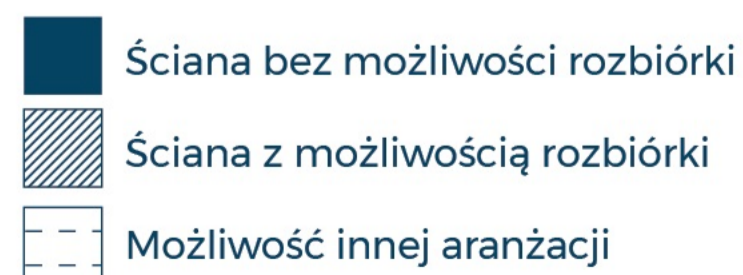 Ściana bez możliwości rozbiórki
Ściana z możliwością rozbiórki
Możliwość innej aranżacji